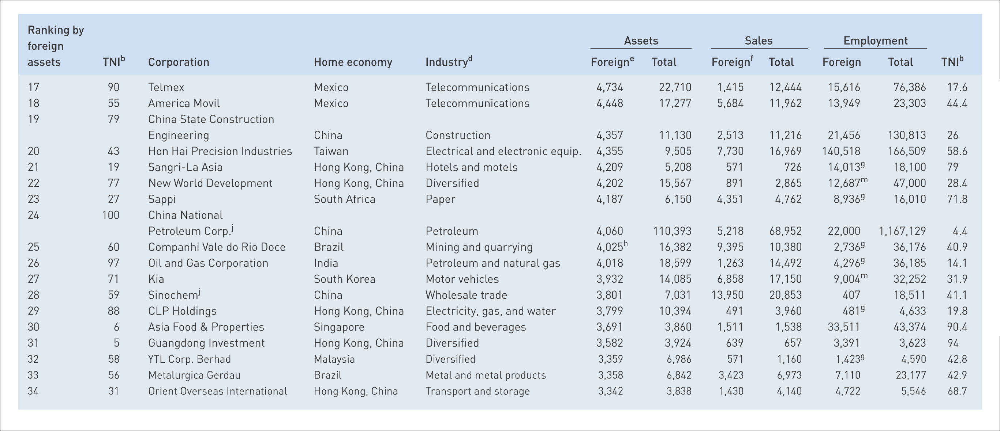 Ranking by
foreign Assets Sales Employment
assets TNIb Corporation Home economy Industryd Foreigne Total Foreignf Total Foreign Total TNIb
17 90 Telmex Mexico Telecommunications 4,734 22,710 1,415 12,444 15,616 76,386 17.6
18 55 America Movil Mexico Telecommunications 4,448 17,277 5,684 11,962 13,949 23,303 44.4
19 79 China State Construction
Engineering China Construction 4,357 11,130 2,513 11,216 21,456 130,813 26
20 43 Hon Hai Precision Industries Taiwan Electrical and electronic equip. 4,355 9,505 7,730 16,969 140,518 166,509 58.6
21 19 Sangri-La Asia Hong Kong, China Hotels and motels 4,209 5,208 571 726 14,013g 18,100 79
22 77 New World Development Hong Kong, China Diversified 4,202 15,567 891 2,865 12,687m 47,000 28.4
23 27 Sappi South Africa Paper 4,187 6,150 4,351 4,762 8,936g 16,010 71.8
24 100 China National
Petroleum Corp.j China Petroleum 4,060 110,393 5,218 68,952 22,000 1,167,129 4.4
25 60 Companhi Vale do Rio Doce Brazil Mining and quarrying 4,025h 16,382 9,395 10,380 2,736g 36,176 40.9
26 97 Oil and Gas Corporation India Petroleum and natural gas 4,018 18,599 1,263 14,492 4,296g 36,185 14.1
27 71 Kia South Korea Motor vehicles 3,932 14,085 6,858 17,150 9,004m 32,252 31.9
28 59 Sinochemj China Wholesale trade 3,801 7,031 13,950 20,853 407 18,511 41.1
29 88 CLP Holdings Hong Kong, China Electricity, gas, and water 3,799 10,394 491 3,960 481g 4,633 19.8
30 6 Asia Food & Properties Singapore Food and beverages 3,691 3,860 1,511 1,538 33,511 43,374 90.4
31 5 Guangdong Investment Hong Kong, China Diversified 3,582 3,924 639 657 3,391 3,623 94
32 58 YTL Corp. Berhad Malaysia Diversified 3,359 6,986 571 1,160 1,423g 4,590 42.8
33 56 Metalurgica Gerdau Brazil Metal and metal products 3,358 6,842 3,423 6,973 7,110 23,177 42.9
34 31 Orient Overseas International Hong Kong, China Transport and storage 3,342 3,838 1,430 4,140 4,722 5,546 68.7